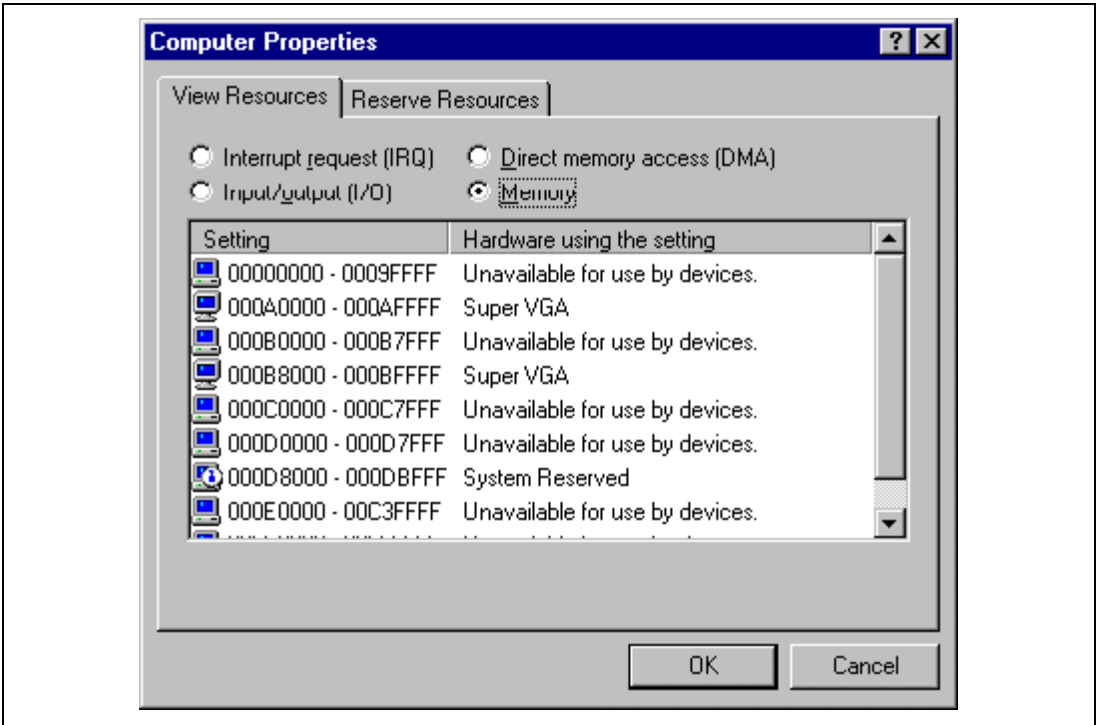 Computer Properties
View Resources Reserve Resources
Interrupt request (IRQ) Direct memory access (DMA)
Input/output (I/O) Memory
Setting Hardware using the setting
00000000 - 0009FFFF Unavailable for use by devices.
000A0000 - 000AFFFF Super VGA
000B0000 - 000B7FFF Unavailable for use by devices.
000B8000 - 000BFFFF Super VGA
000C0000 - 000C7FFF Unavailable for use by devices.
000D0000 - 000D7FFF Unavailable for use by devices.
000D8000 - 000DBFFF System Reserved
000E0000 - 00C3FFFF Unavailable for use by devices.
OK Cancel